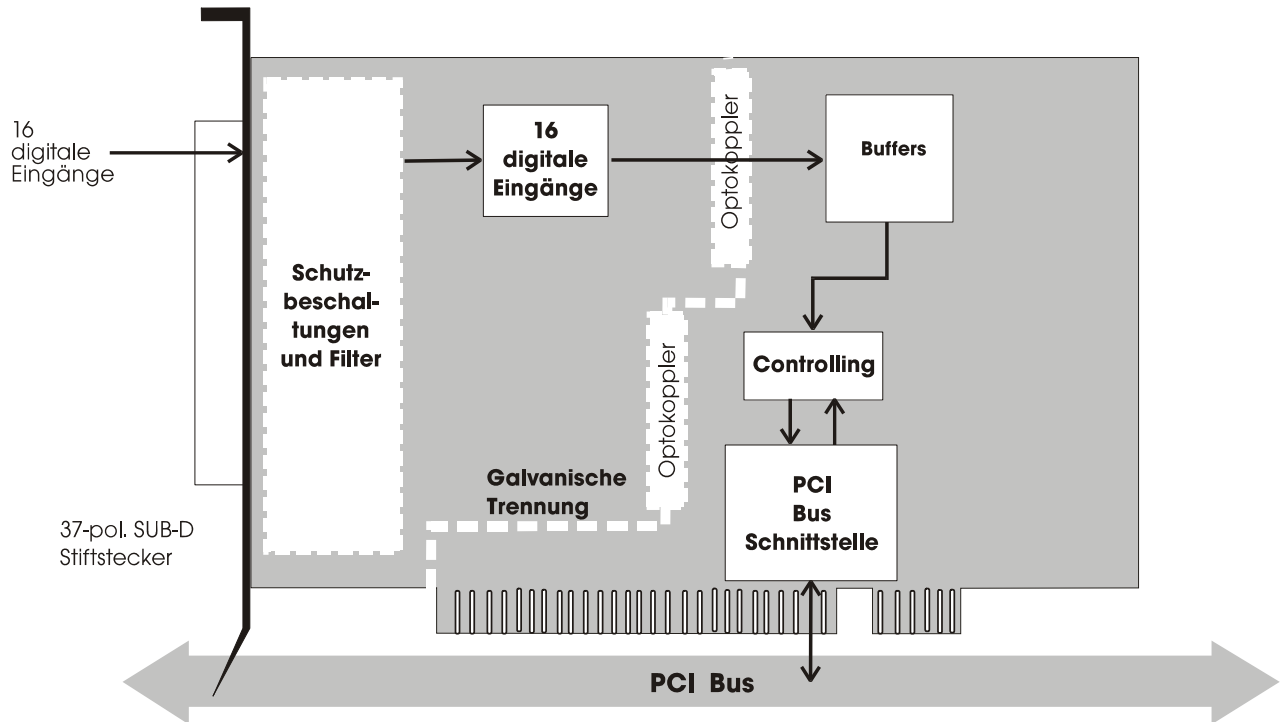 16
digitale
Eingänge
37-pol. SUB-D
Stiftstecker
Schutz-
beschal-
tungen
und Filter
16
digitale
Eingänge
Optokoppler
Buffers
Optokoppler
Controlling
Galvanische
Trennung
PCI
Bus
Schnittstelle
PCI Bus